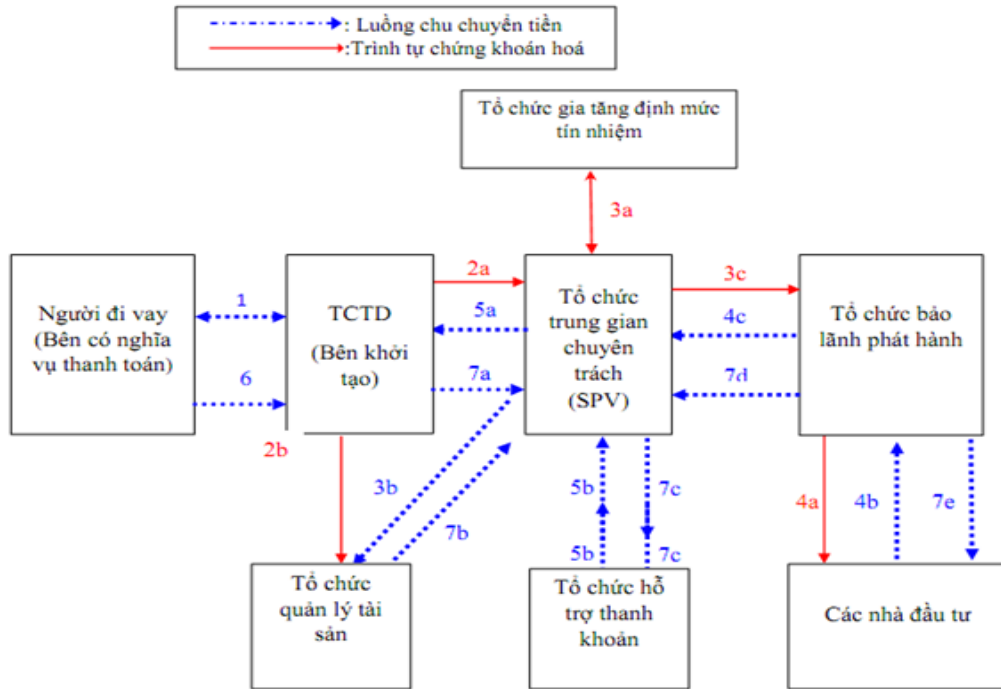 : Luồng chu chuyển tiền
:Trình tự chứng khoán hoá
Tổ chức gia tăng định mức
tín nhiệm
3a
Người đi vay
(Bên có nghĩa
vụ thanh toán)
1
6
TCTD
(Bên khởi
tạo)
2a
5a
7a
Tổ chức
trung gian
chuyên
trách
(SPV)
3c
4c
7d
Tổ chức bảo
lãnh phát hành
2b
3b
7b
5b
7c
5b
7c
4a
4b
7e
Tổ chức
quản lý tài
sản
Tổ chức hỗ
trợ thanh
khoản
Các nhà đầu tư